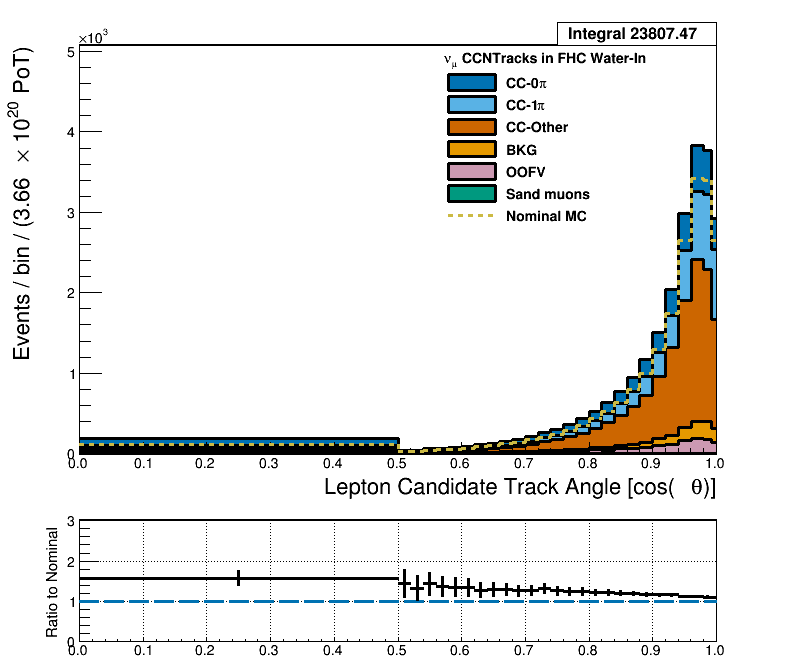 Integral 23807.47
×10³
ν_μ CCNTracks in FHC Water-In
CC-0π
CC-1π
CC-Other
BKG
OOFV
Sand muons
Nominal MC
Events / bin / (3.66 × 10²⁰ PoT)
5
4
3
2
1
0
0.0 0.1 0.2 0.3 0.4 0.5 0.6 0.7 0.8 0.9 1.0
Lepton Candidate Track Angle [cos( θ)]
Ratio to Nominal
3
2
1
0
0.0 0.1 0.2 0.3 0.4 0.5 0.6 0.7 0.8 0.9 1.0